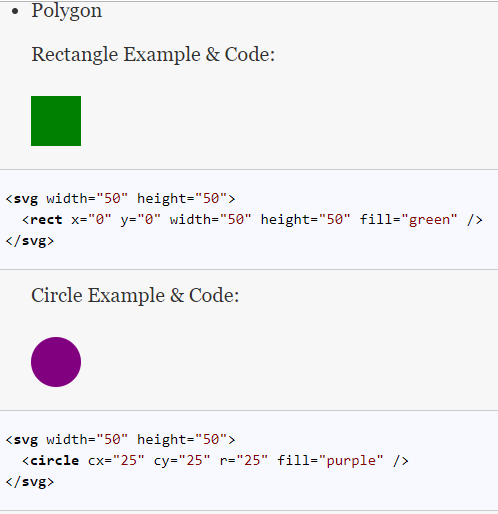 Polygon
Rectangle Example & Code:
<svg width="50" height="50">
  <rect x="0" y="0" width="50" height="50" fill="green" />
</svg>
Circle Example & Code:
<svg width="50" height="50">
  <circle cx="25" cy="25" r="25" fill="purple" />
</svg>